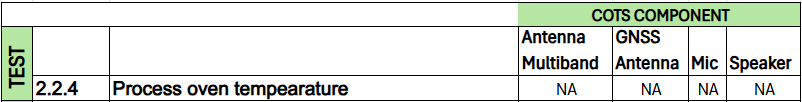 COTS COMPONENT
TEST
Antenna Multiband
GNSS Antenna
Mic
Speaker
2.2.4 Process oven tempearature NA NA NA NA